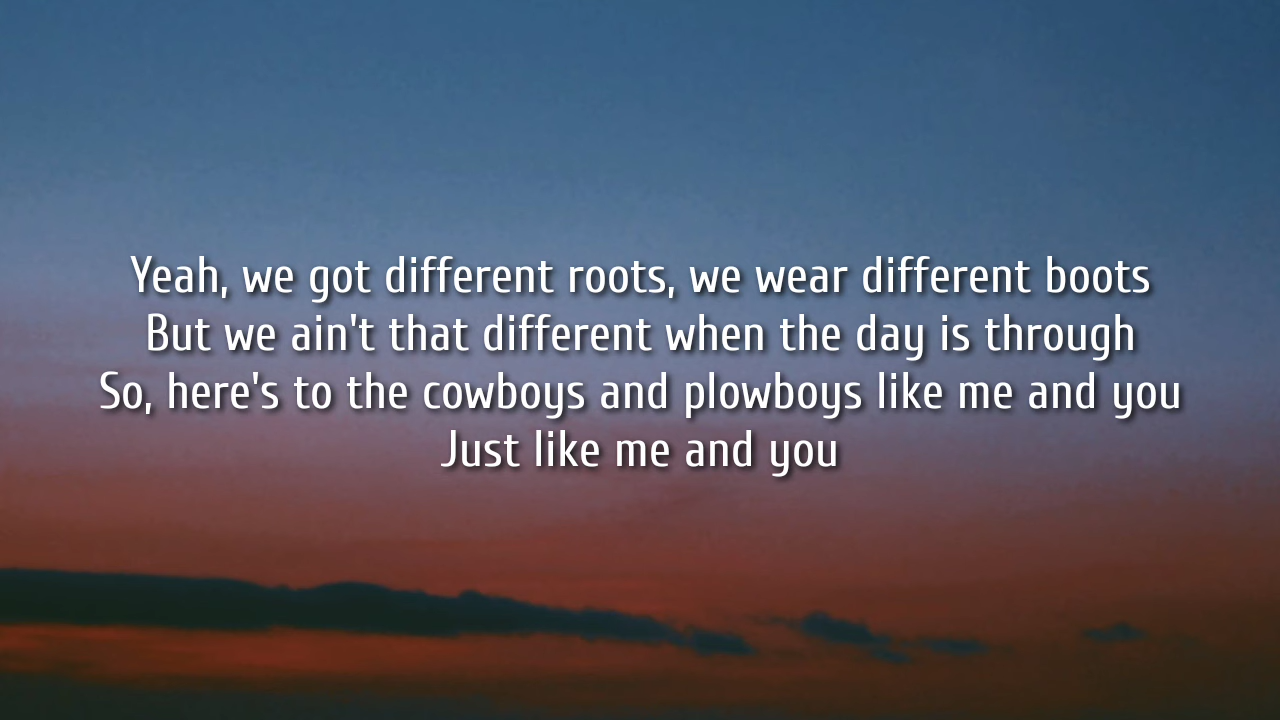 Yeah, we got different roots, we wear different boots
But we ain't that different when the day is through
So, here's to the cowboys and plowboys like me and you
Just like me and you